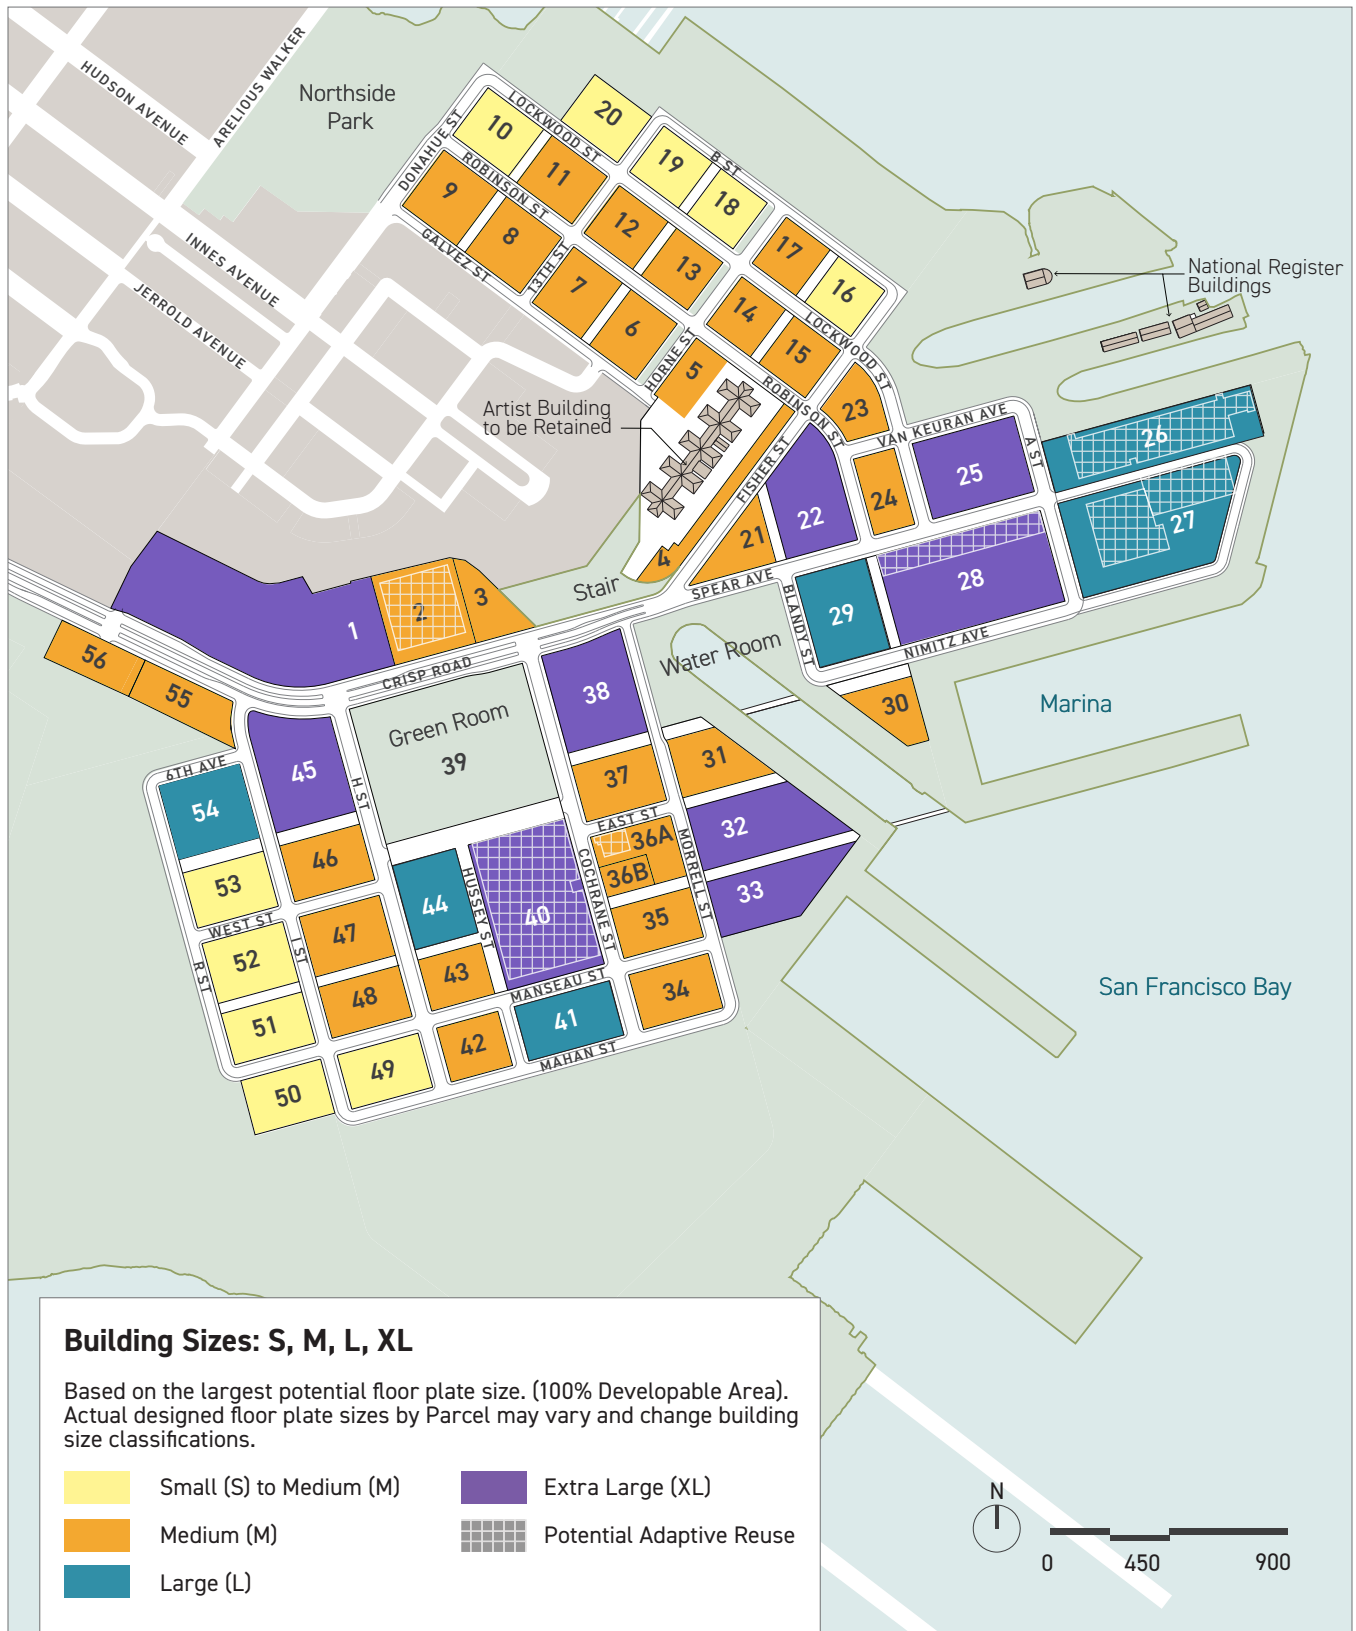 HUDSON AVENUE
ARELIOUS WALKER
Northside
Park
INNES AVENUE
JERROLD AVENUE
DONAHUE ST
LOCKWOOD ST
ROBINSON ST
GALVEZ ST
13TH ST
B ST
HORNE ST
10
20
11
9
8
19
18
12
13
7
6
17
16
14
15
5
LOCKWOOD ST
ROBINSON ST
23
National Register
Buildings
Artist Building
to be Retained
FISHER ST
VAN KEURAN AVE
A ST
22
24
25
26
27
21
4
28
29
Stair
SPEAR AVE
BLANDY ST
NIMITZ AVE
Water Room
30
Marina
1
2
3
CRISP ROAD
56
55
Green Room
39
38
37
31
32
33
EAST ST
36A
36B
MORRELL ST
COCHRANE ST
35
34
6TH AVE
45
H ST
54
46
53
WEST ST
44
HUSSEY ST
40
52
I ST
47
R ST
43
48
51
MANSEAU ST
41
42
49
50
MAHAN ST
San Francisco Bay
Building Sizes: S, M, L, XL
Based on the largest potential floor plate size. (100% Developable Area).
Actual designed floor plate sizes by Parcel may vary and change building
size classifications.
Small (S) to Medium (M)
Medium (M)
Large (L)
Extra Large (XL)
Potential Adaptive Reuse
N
0 450 900